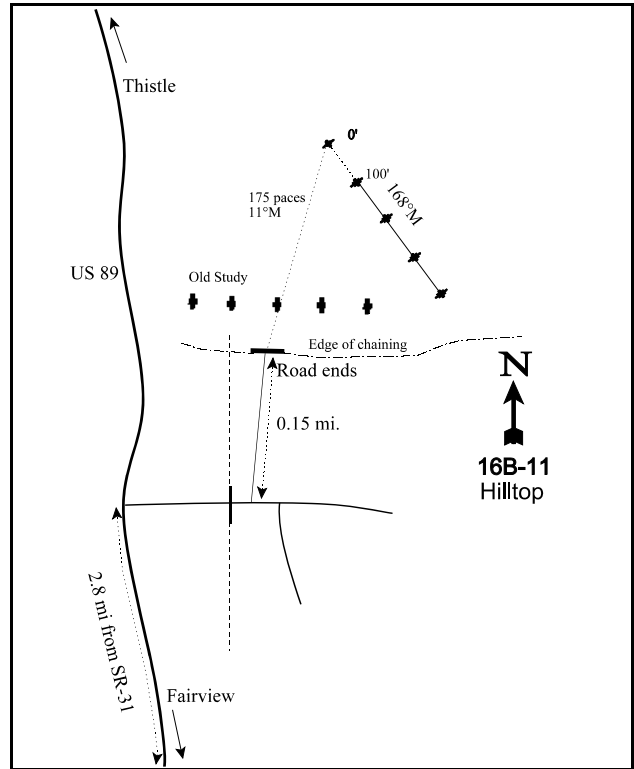 Thistle
0'
100'
168°M
175 paces
11°M
US 89
Old Study
Edge of chaining
Road ends
N
0.15 mi.
16B-11
Hilltop
2.8 mi from SR-31
Fairview